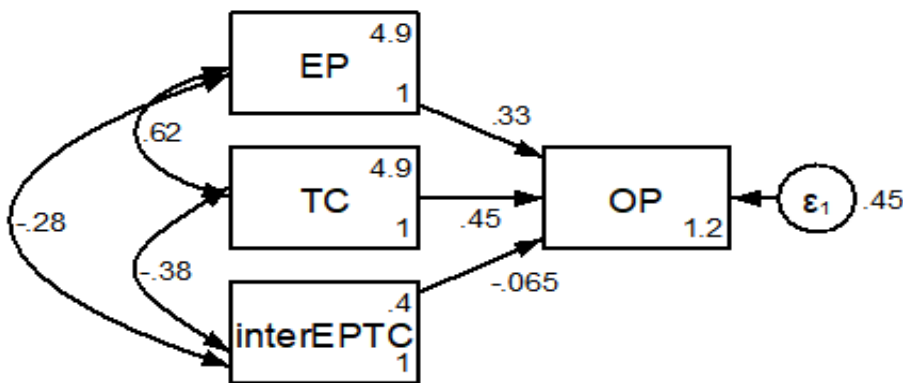 4.9
EP
1
.33
.62
4.9
TC
1
.45
OP
1.2
ε1
.45
-.28
-.38
-.065
.4
interEPTC
1